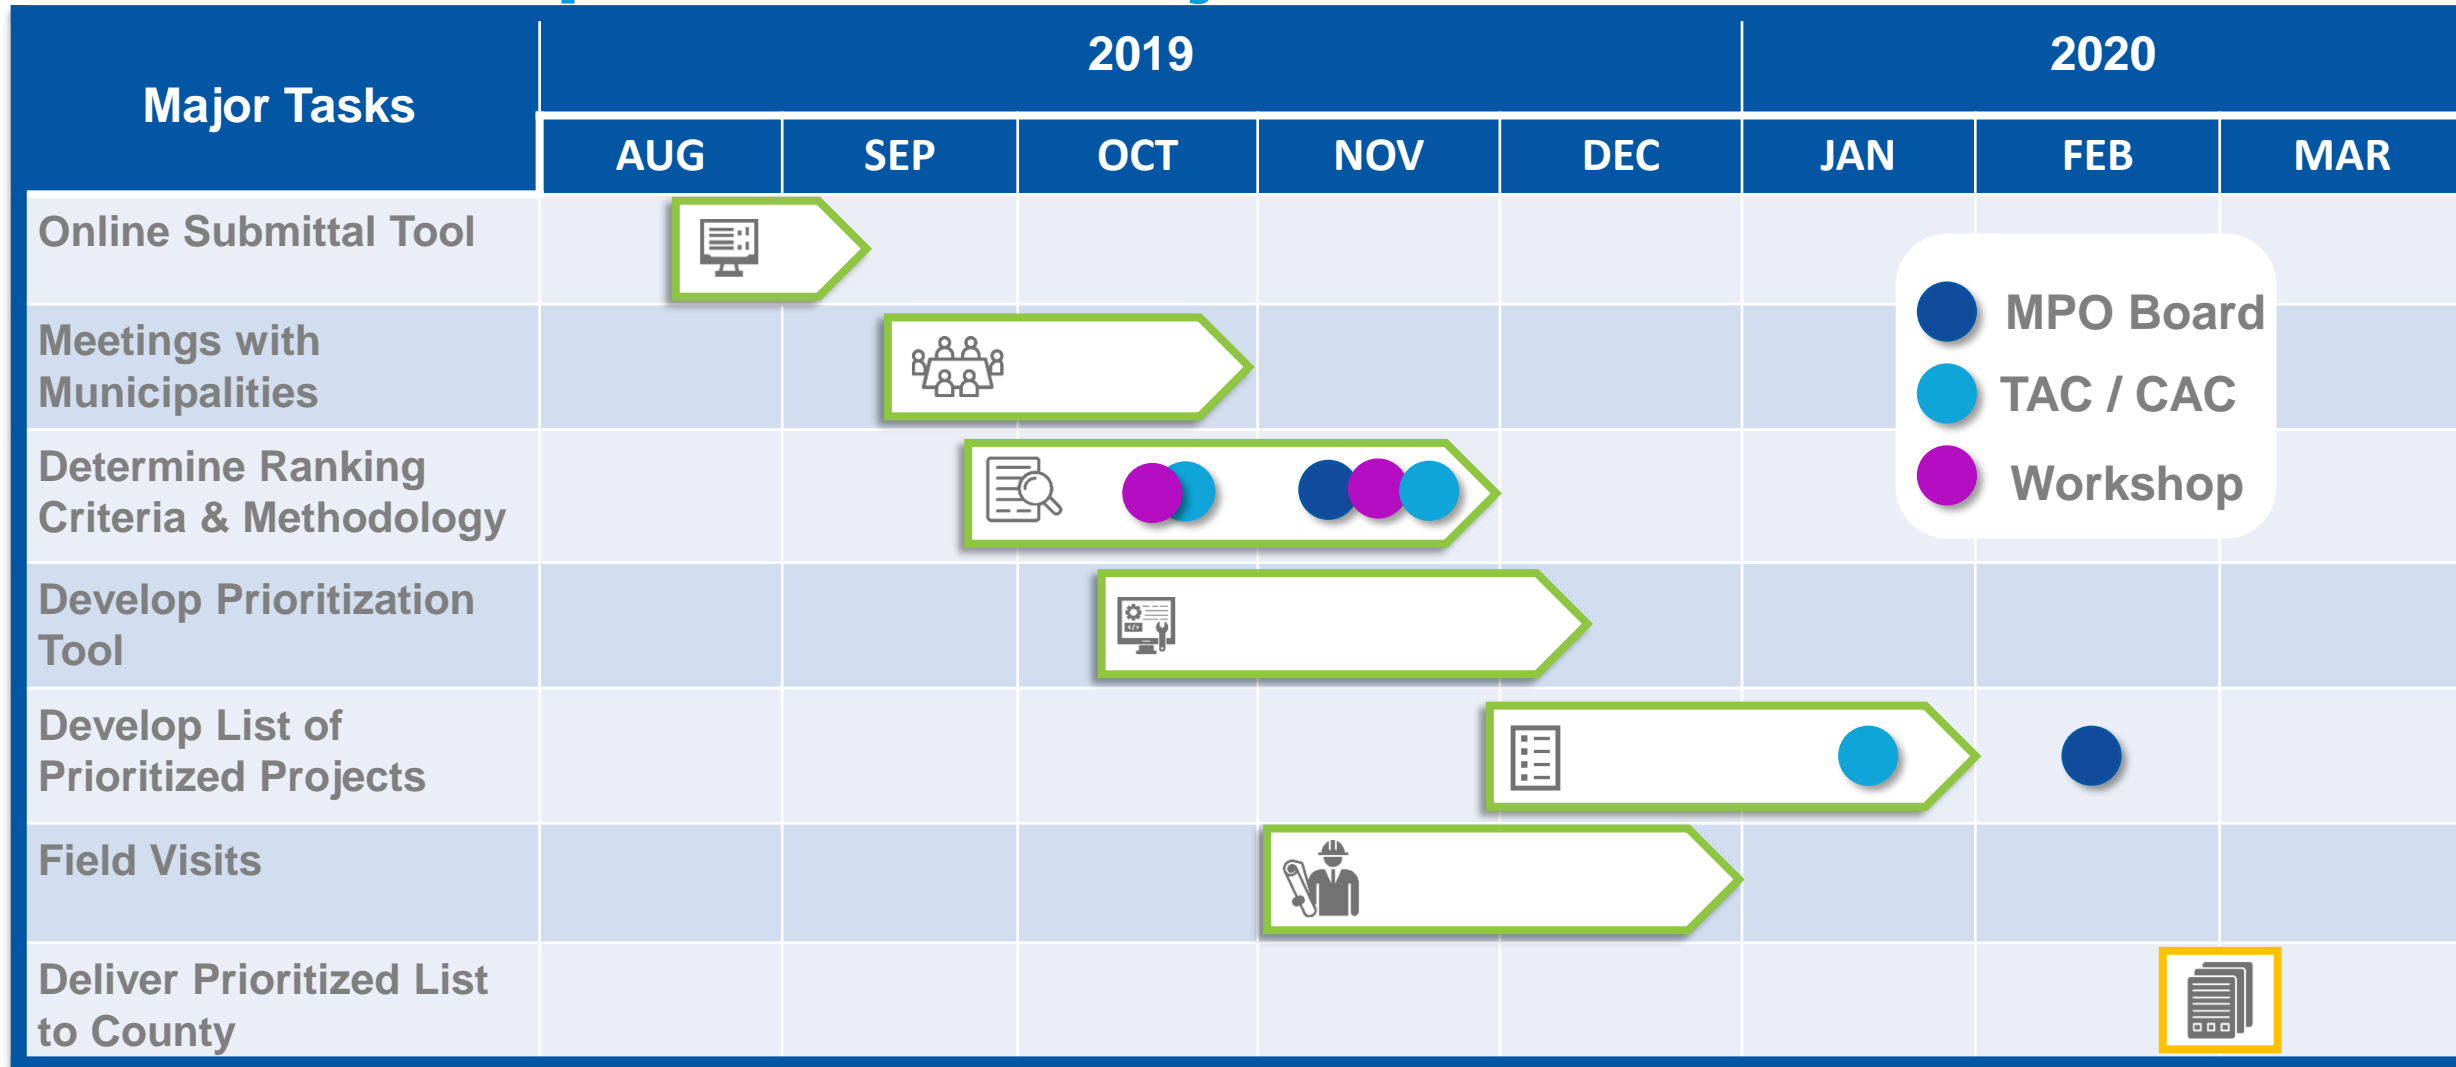 2019
2020
Major Tasks
AUG
SEP
OCT
NOV
DEC
JAN
FEB
MAR
Online Submittal Tool
Meetings with
Municipalities
Determine Ranking
Criteria & Methodology
Develop Prioritization
Tool
Develop List of
Prioritized Projects
Field Visits
Deliver Prioritized List
to County
MPO Board
TAC / CAC
Workshop